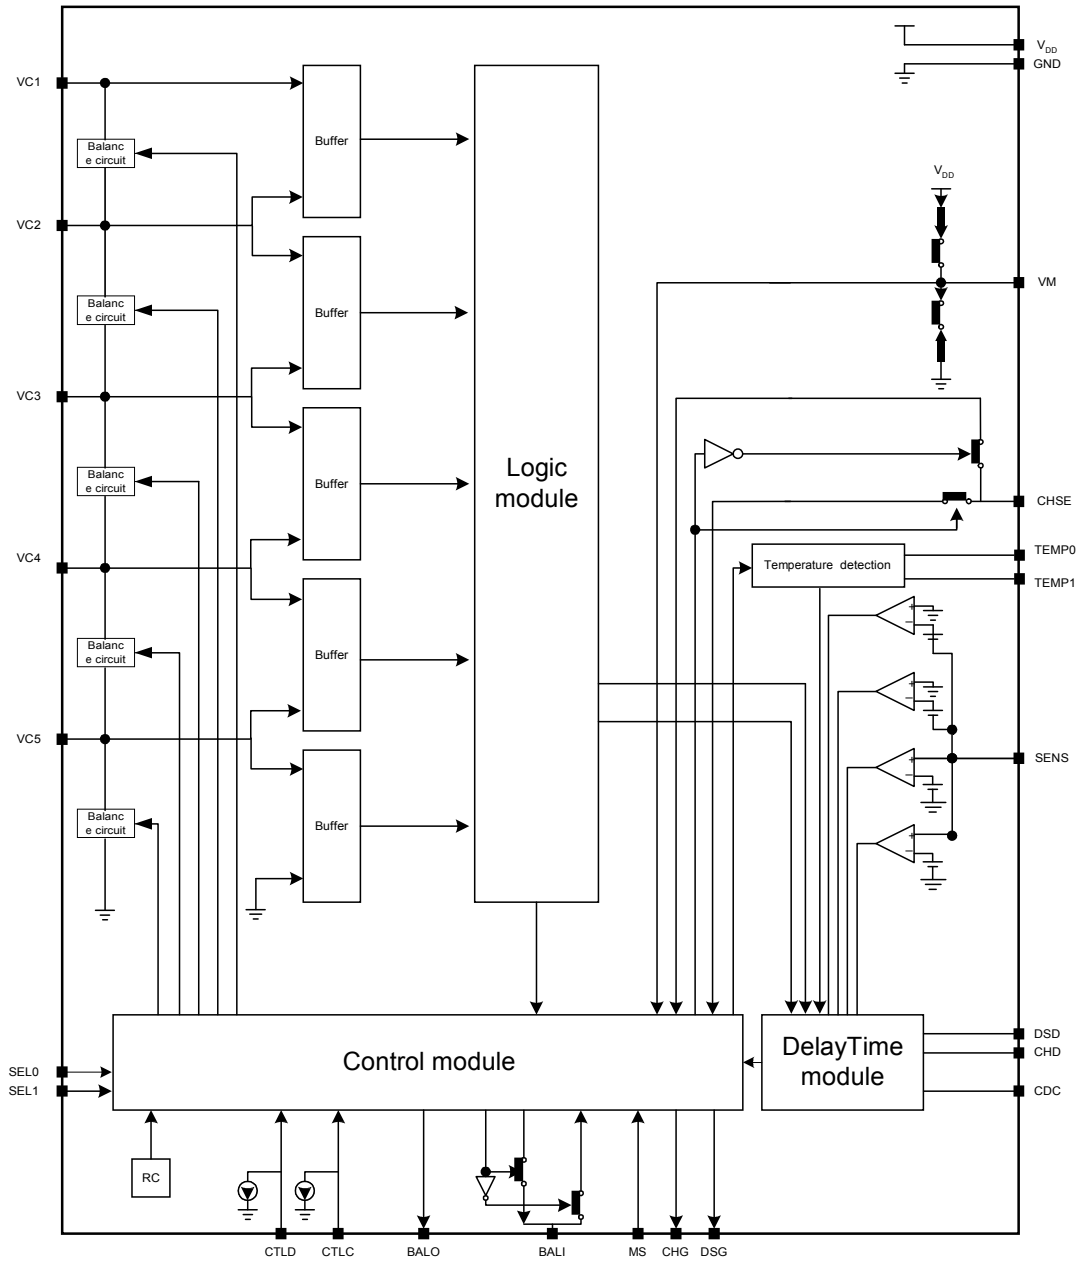 VDD
GND
VC1
Balanc
e circuit
Buffer
VDD
VC2
VM
Balanc
e circuit
Buffer
VC3
Balanc
e circuit
Buffer
Logic
module
CHSE
VC4
TEMP0
Temperature detection
TEMP1
+
−
Balanc
e circuit
Buffer
+
−
VC5
SENS
+
−
Balanc
e circuit
Buffer
+
−
Control module
DelayTime
module
DSD
CHD
CDC
SEL0
SEL1
RC
CTLD
CTLC
BALO
BALI
MS
CHG
DSG